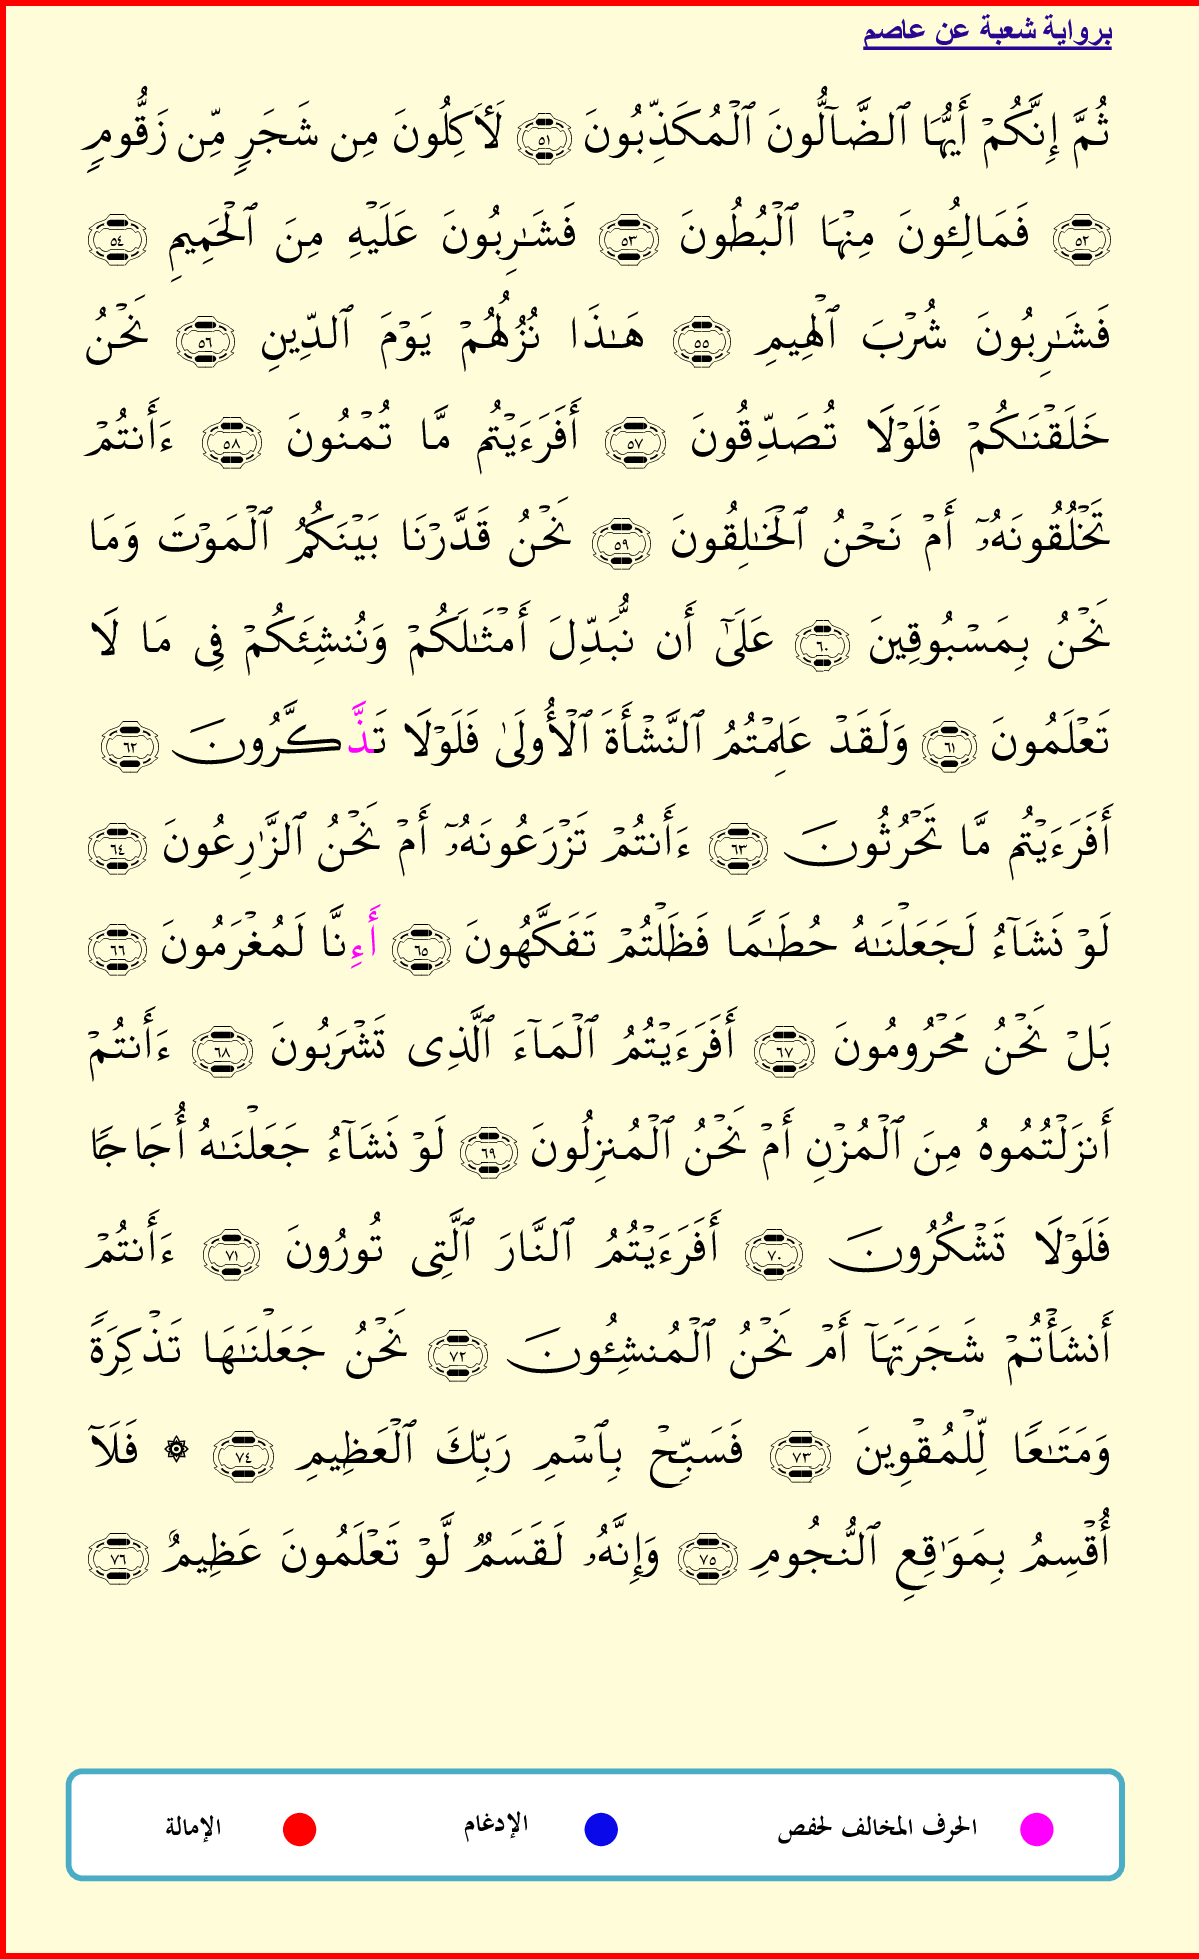 برواية شعبة عن عاصم
ثُمَّ إِنَّكُمۡ أَيُّهَا ٱلضَّآلُّونَ ٱلۡمُكَذِّبُونَ ٥١ لَأٓكِلُونَ مِن شَجَرٖ مِّن زَقُّومٖ
٥٢ فَمَالِـُٔونَ مِنۡهَا ٱلۡبُطُونَ ٥٣ فَشَٰرِبُونَ عَلَيۡهِ مِنَ ٱلۡحَمِيمِ ٥٤
فَشَٰرِبُونَ شُرۡبَ ٱلۡهِيمِ ٥٥ هَٰذَا نُزُلُهُمۡ يَوۡمَ ٱلدِّينِ ٥٦ نَحۡنُ
خَلَقۡنَٰكُمۡ فَلَوۡلَا تُصَدِّقُونَ ٥٧ أَفَرَءَيۡتُم مَّا تُمۡنُونَ ٥٨ ءَأَنتُمۡ
تَخۡلُقُونَهُۥٓ أَمۡ نَحۡنُ ٱلۡخَٰلِقُونَ ٥٩ نَحۡنُ قَدَّرۡنَا بَيۡنَكُمُ ٱلۡمَوۡتَ وَمَا
نَحۡنُ بِمَسۡبُوقِينَ ٦٠ عَلَىٰٓ أَن نُّبَدِّلَ أَمۡثَٰلَكُمۡ وَنُنشِئَكُمۡ فِي مَا لَا
تَعۡلَمُونَ ٦١ وَلَقَدۡ عَلِمۡتُمُ ٱلنَّشۡأَةَ ٱلۡأُولَىٰ فَلَوۡلَا تَذَّكَّرُونَ ٦٢
أَفَرَءَيۡتُم مَّا تَحۡرُثُونَ ٦٣ ءَأَنتُمۡ تَزۡرَعُونَهُۥٓ أَمۡ نَحۡنُ ٱلزَّٰرِعُونَ ٦٤
لَوۡ نَشَآءُ لَجَعَلۡنَٰهُ حُطَٰمٗا فَظَلۡتُمۡ تَفَكَّهُونَ ٦٥ أَءِنَّا لَمُغۡرَمُونَ ٦٦
بَلۡ نَحۡنُ مَحۡرُومُونَ ٦٧ أَفَرَءَيۡتُمُ ٱلۡمَآءَ ٱلَّذِي تَشۡرَبُونَ ٦٨ ءَأَنتُمۡ
أَنزَلۡتُمُوهُ مِنَ ٱلۡمُزۡنِ أَمۡ نَحۡنُ ٱلۡمُنزِلُونَ ٦٩ لَوۡ نَشَآءُ جَعَلۡنَٰهُ أُجَاجٗا
فَلَوۡلَا تَشۡكُرُونَ ٧٠ أَفَرَءَيۡتُمُ ٱلنَّارَ ٱلَّتِي تُورُونَ ٧١ ءَأَنتُمۡ
أَنشَأۡتُمۡ شَجَرَتَهَآ أَمۡ نَحۡنُ ٱلۡمُنشِـُٔونَ ٧٢ نَحۡنُ جَعَلۡنَٰهَا تَذۡكِرَةٗ
وَمَتَٰعٗا لِّلۡمُقۡوِينَ ٧٣ فَسَبِّحۡ بِٱسۡمِ رَبِّكَ ٱلۡعَظِيمِ ٧٤ ۞ فَلَآ
أُقۡسِمُ بِمَوَٰقِعِ ٱلنُّجُومِ ٧٥ وَإِنَّهُۥ لَقَسَمٞ لَّوۡ تَعۡلَمُونَ عَظِيمٌ ٧٦
الحرف المخالف لحفص الإدغام الإمالة